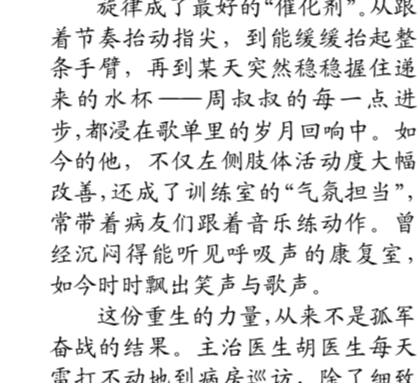 旋律成了最好的“催化剂”。从跟
着节奏抬动指尖，到能缓缓抬起整
条手臂，再到某天突然稳稳握住递
来的水杯——周叔叔的每一点进
步，都浸在歌单里的岁月回响中。如
今的他，不仅左侧肢体活动度大幅
改善，还成了训练室的“气氛担当”，
常带着病友们跟着音乐练动作。曾
经沉闷得能听见呼吸声的康复室，
如今时时飘出笑声与歌声。
这份重生的力量，从来不是孤军
奋战的结果。主治医生胡医生每天
雷打不动地到病房巡访，除了细致